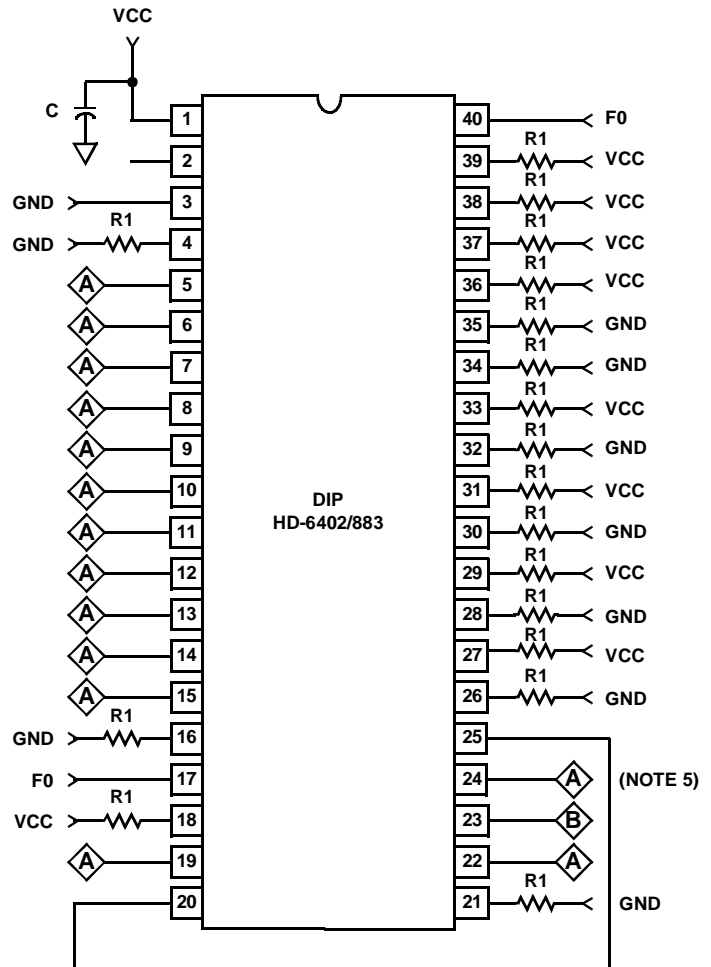 VCC
C
1
40
F0
2
39
R1
VCC
GND
3
38
R1
VCC
GND
R1
4
37
R1
VCC
A
5
36
R1
VCC
A
6
35
R1
GND
A
7
34
R1
GND
A
8
33
R1
VCC
A
9
32
R1
GND
A
10
31
R1
VCC
A
11
30
R1
GND
A
12
29
R1
VCC
A
13
28
R1
GND
A
14
27
R1
VCC
A
15
26
R1
GND
GND
R1
16
25
F0
17
24
A
(NOTE 5)
VCC
R1
18
23
B
A
19
22
A
20
21
R1
GND
DIP
HD-6402/883